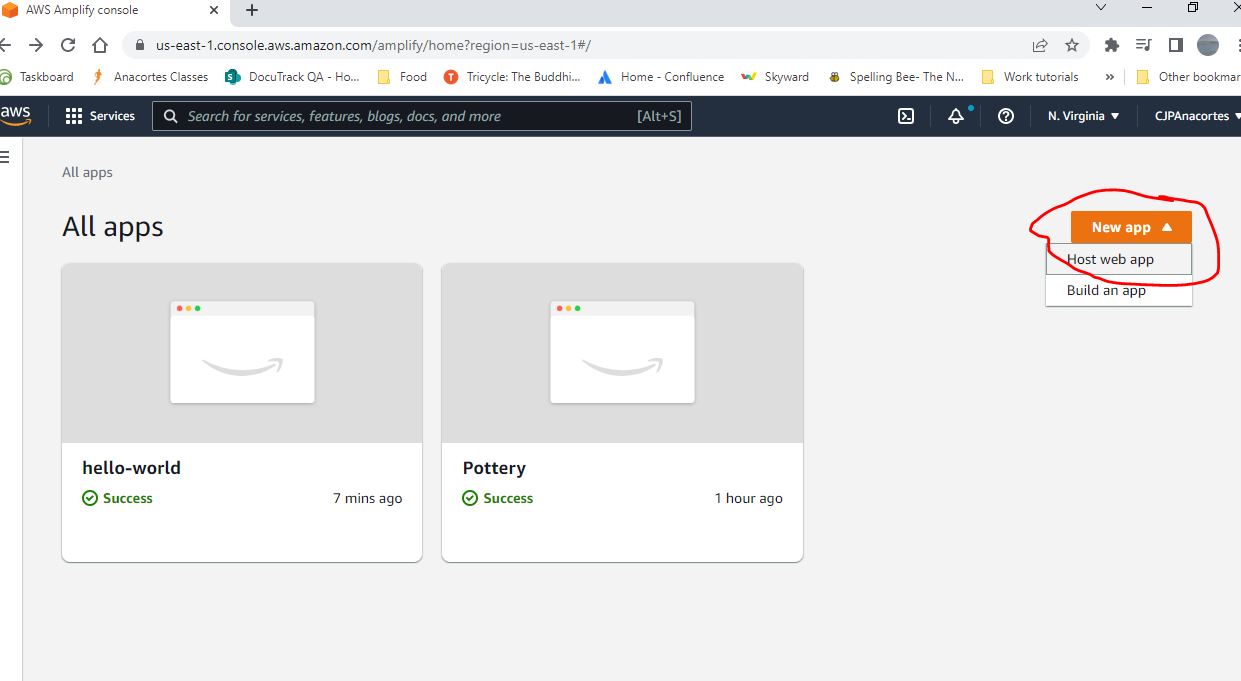 AWS Amplify console
us-east-1.console.aws.amazon.com/amplify/home?region=us-east-1#/
Taskboard Anacortes Classes DocuTrack QA - Ho... Food Tricycle: The Buddhi... Home - Confluence Skyward Spelling Bee- The N... Work tutorials » Other bookmar
aws Services Search for services, features, blogs, docs, and more [Alt+S] N. Virginia CJPAnacortes
All apps
All apps
New app
Host web app
Build an app
hello-world
Success 7 mins ago
Pottery
Success 1 hour ago